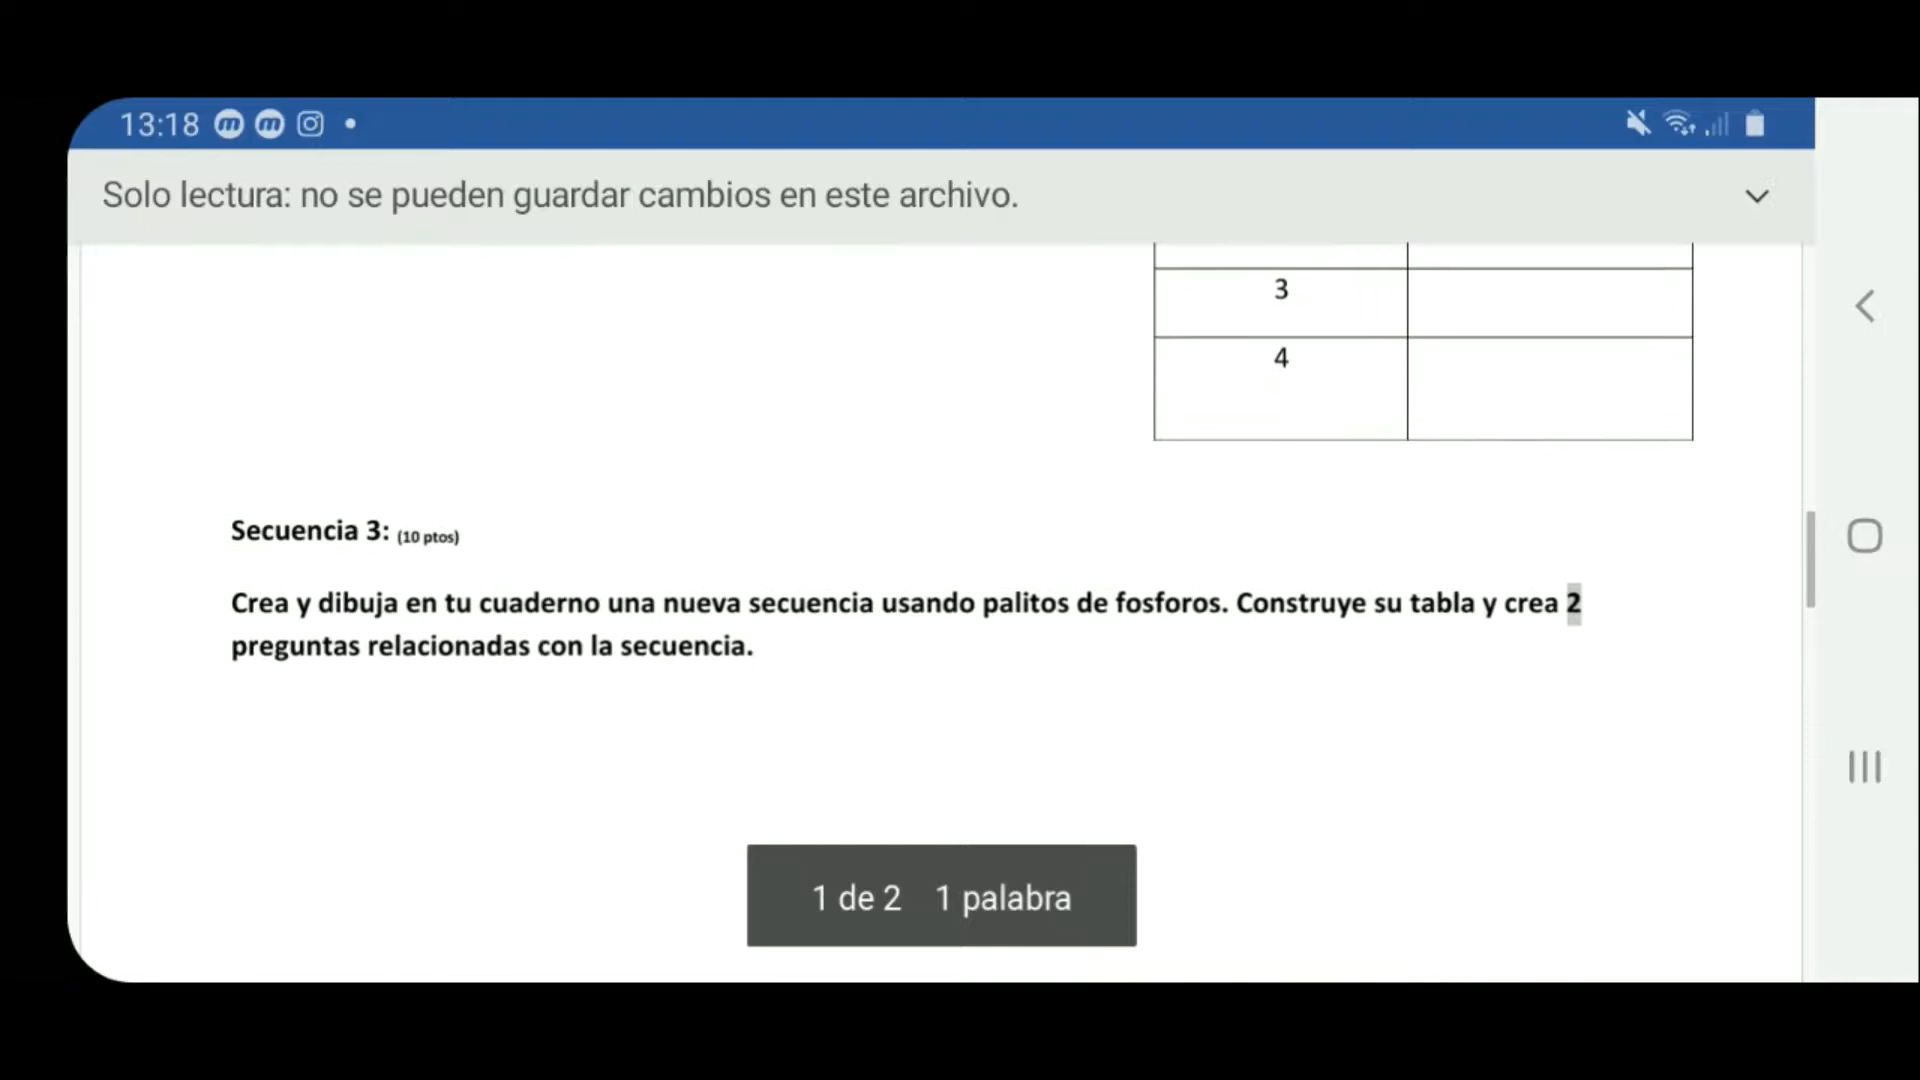 13:18
Solo lectura: no se pueden guardar cambios en este archivo.
3
4
Secuencia 3: (10 ptos)
Crea y dibuja en tu cuaderno una nueva secuencia usando palitos de fosforos. Construye su tabla y crea 2
preguntas relacionadas con la secuencia.
1 de 2 1 palabra